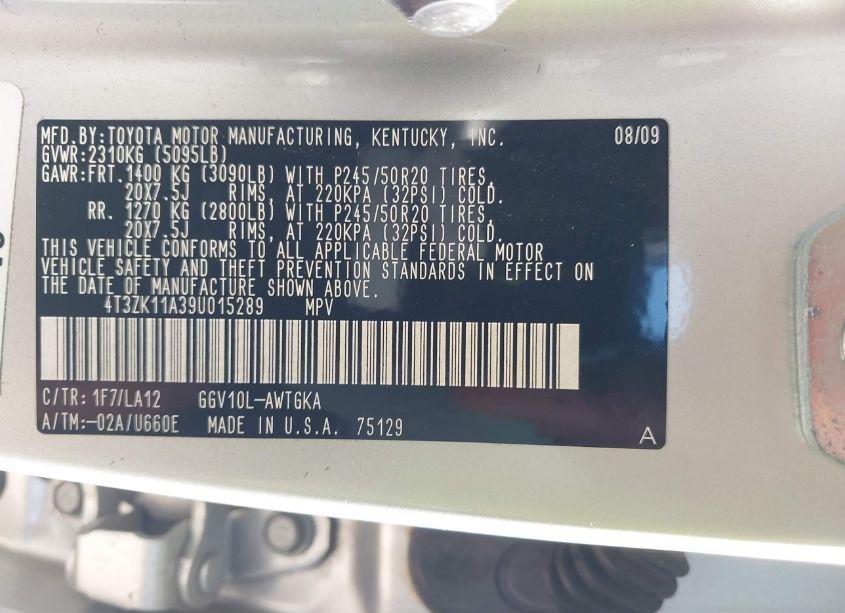 MFD.BY:TOYOTA MOTOR MANUFACTURING, KENTUCKY, INC. 08/09
GVWR:2310KG (5095LB)
GAWR:FRT.1400 KG (3090LB) WITH P245/50R20 TIRES,
20X7.5J RIMS, AT 220KPA (32PSI) COLD.
RR. 1270 KG (2800LB) WITH P245/50R20 TIRES,
20X7.5J RIMS, AT 220KPA (32PSI) COLD.
THIS VEHICLE CONFORMS TO ALL APPLICABLE FEDERAL MOTOR
VEHICLE SAFETY AND THEFT PREVENTION STANDARDS IN EFFECT ON
THE DATE OF MANUFACTURE SHOWN ABOVE.
4T3ZK11A39U015289 MPV
C/TR: 1F7/LA12 GGV10L-AWTGKA
A/TM:-02A/U660E MADE IN U.S.A. 75129
A